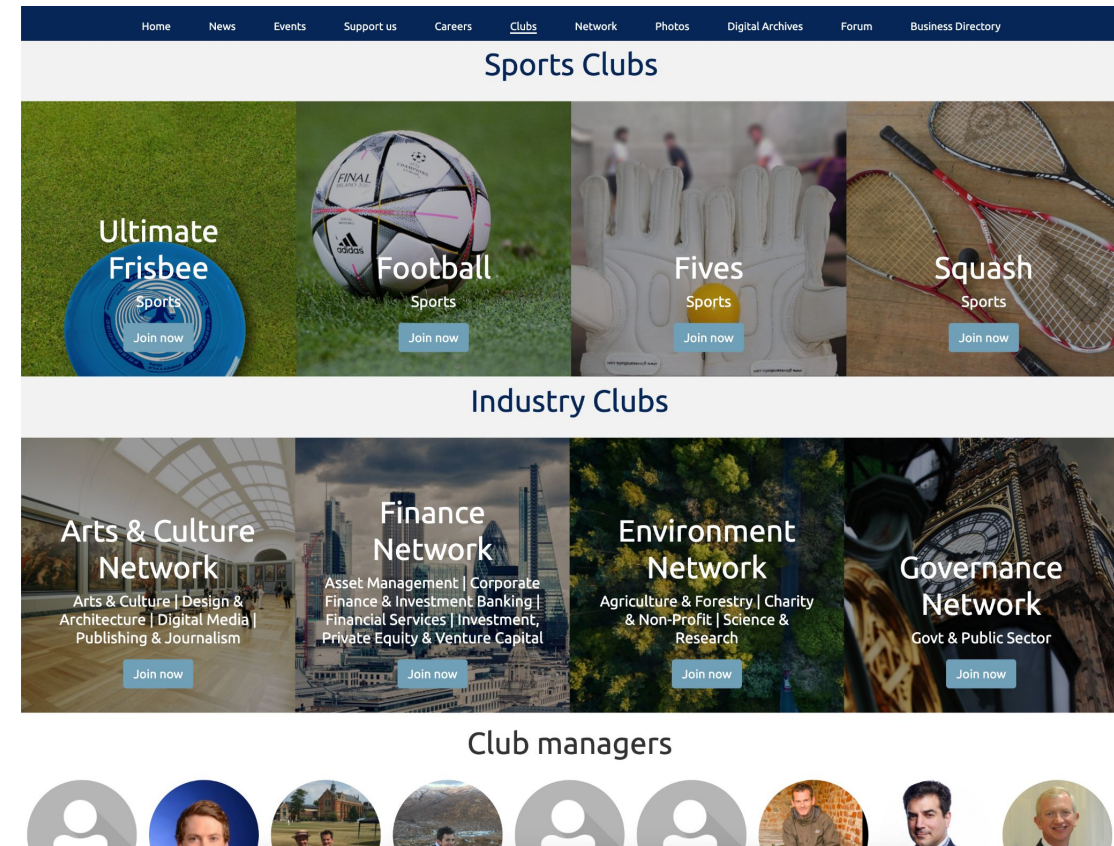 Home News Events Support us Careers Clubs Network Photos Digital Archives Forum Business Directory
Sports Clubs
Ultimate
Frisbee
Sports
Join now
FINAL
CHAMPIONS
adidas
Football
Sports
Join now
Fives
Sports
Join now
Squash
Sports
Join now
Industry Clubs
Arts & Culture
Network
Arts & Culture | Design &
Architecture | Digital Media |
Publishing & Journalism
Join now
Finance
Network
Asset Management | Corporate
Finance & Investment Banking |
Financial Services | Investment,
Private Equity & Venture Capital
Join now
Environment
Network
Agriculture & Forestry | Charity
& Non-Profit | Science &
Research
Join now
Governance
Network
Govt & Public Sector
Join now
Club managers